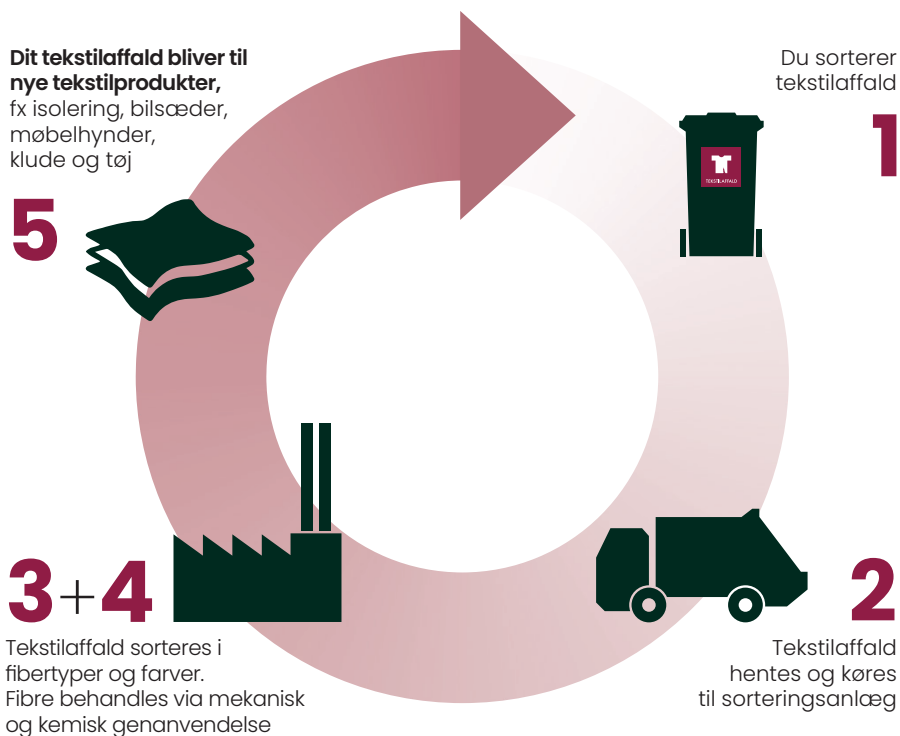 Du sorterer
tekstilaffald
1
TEKSTILAFFALD
2
Tekstilaffald
hentes og køres
til sorteringsanlæg
3+4
Tekstilaffald sorteres i
fibertyper og farver.
Fibre behandles via mekanisk
og kemisk genanvendelse
Dit tekstilaffald bliver til
nye tekstilprodukter,
fx isolering, bilsæder,
møbelhynder,
klude og tøj
5